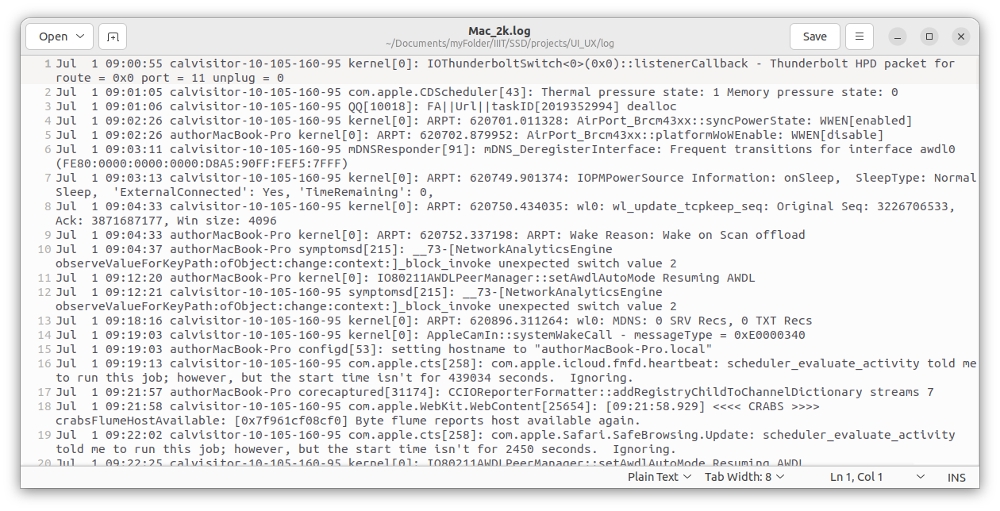 Open
Mac_2k.log
~/Documents/myFolder/IIIT/SSD/projects/UI_UX/log
Save
1 Jul  1 09:00:55 calvisitor-10-105-160-95 kernel[0]: IOThunderboltSwitch<0>(0x0)::listenerCallback - Thunderbolt HPD packet for
route = 0x0 port = 11 unplug = 0
2 Jul  1 09:01:05 calvisitor-10-105-160-95 com.apple.CDScheduler[43]: Thermal pressure state: 1 Memory pressure state: 0
3 Jul  1 09:01:06 calvisitor-10-105-160-95 QQ[10018]: FA||Url||taskID[2019352994] dealloc
4 Jul  1 09:02:26 calvisitor-10-105-160-95 kernel[0]: ARPT: 620701.011328: AirPort_Brcm43xx::syncPowerState: WWEN[enabled]
5 Jul  1 09:02:26 authorMacBook-Pro kernel[0]: ARPT: 620702.879952: AirPort_Brcm43xx::platformWoWEnable: WWEN[disable]
6 Jul  1 09:03:11 calvisitor-10-105-160-95 mDNSResponder[91]: mDNS_DeregisterInterface: Frequent transitions for interface awdl0
(FE80:0000:0000:0000:D8A5:90FF:FEF5:7FFF)
7 Jul  1 09:03:13 calvisitor-10-105-160-95 kernel[0]: ARPT: 620749.901374: IOPMPowerSource Information: onSleep,  SleepType: Normal
Sleep,  'ExternalConnected': Yes, 'TimeRemaining': 0,
8 Jul  1 09:04:33 calvisitor-10-105-160-95 kernel[0]: ARPT: 620750.434035: wl0: wl_update_tcpkeep_seq: Original Seq: 3226706533,
Ack: 3871687177, Win size: 4096
9 Jul  1 09:04:33 authorMacBook-Pro kernel[0]: ARPT: 620752.337198: ARPT: Wake Reason: Wake on Scan offload
10 Jul  1 09:04:37 authorMacBook-Pro symptomsd[215]: __73-[NetworkAnalyticsEngine
observeValueForKeyPath:ofObject:change:context:]_block_invoke unexpected switch value 2
11 Jul  1 09:12:20 authorMacBook-Pro kernel[0]: IO80211AWDLPeerManager::setAwdlAutoMode Resuming AWDL
12 Jul  1 09:12:21 calvisitor-10-105-160-95 symptomsd[215]: __73-[NetworkAnalyticsEngine
observeValueForKeyPath:ofObject:change:context:]_block_invoke unexpected switch value 2
13 Jul  1 09:18:16 calvisitor-10-105-160-95 kernel[0]: ARPT: 620896.311264: wl0: MDNS: 0 SRV Recs, 0 TXT Recs
14 Jul  1 09:19:03 calvisitor-10-105-160-95 kernel[0]: AppleCamIn::systemWakeCall - messageType = 0xE0000340
15 Jul  1 09:19:03 authorMacBook-Pro configd[53]: setting hostname to "authorMacBook-Pro.local"
16 Jul  1 09:19:13 calvisitor-10-105-160-95 com.apple.cts[258]: com.apple.icloud.fmfd.heartbeat: scheduler_evaluate_activity told me
to run this job; however, but the start time isn't for 439034 seconds.  Ignoring.
17 Jul  1 09:21:57 authorMacBook-Pro corecaptured[31174]: CCIOReporterFormatter::addRegistryChildToChannelDictionary streams 7
18 Jul  1 09:21:58 calvisitor-10-105-160-95 com.apple.WebKit.WebContent[25654]: [09:21:58.929] <<<< CRABS >>>>
crabsFlumeHostAvailable: [0x7f961cf08cf0] Byte flume reports host available again.
19 Jul  1 09:22:02 calvisitor-10-105-160-95 com.apple.cts[258]: com.apple.Safari.SafeBrowsing.Update: scheduler_evaluate_activity
told me to run this job; however, but the start time isn't for 2450 seconds.  Ignoring.
20 Jul  1 09:22:25 calvisitor-10-105-160-95 kernel[0]: IO80211AWDLPeerManager::setAwdlAutoMode Resuming AWDL
Plain Text
Tab Width: 8
Ln 1, Col 1
INS